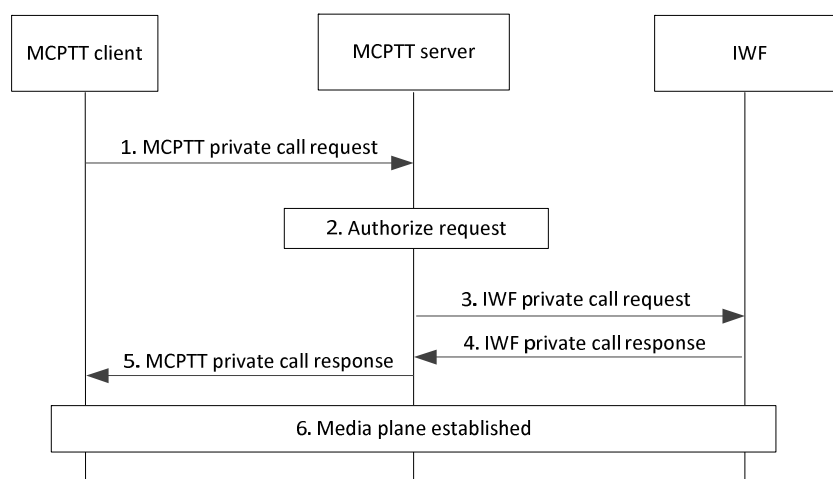 MCPTT client
MCPTT server
IWF
1. MCPTT private call request
2. Authorize request
3. IWF private call request
4. IWF private call response
5. MCPTT private call response
6. Media plane established